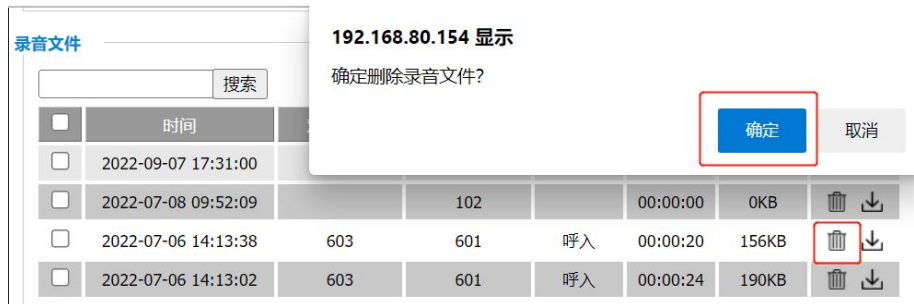 192.168.80.154 显示
录音文件
确定删除录音文件?
搜索
确定 取消
时间
2022-09-07 17:31:00
2022-07-08 09:52:09 102 00:00:00 0KB
2022-07-06 14:13:38 603 601 呼入 00:00:20 156KB
2022-07-06 14:13:02 603 601 呼入 00:00:24 190KB